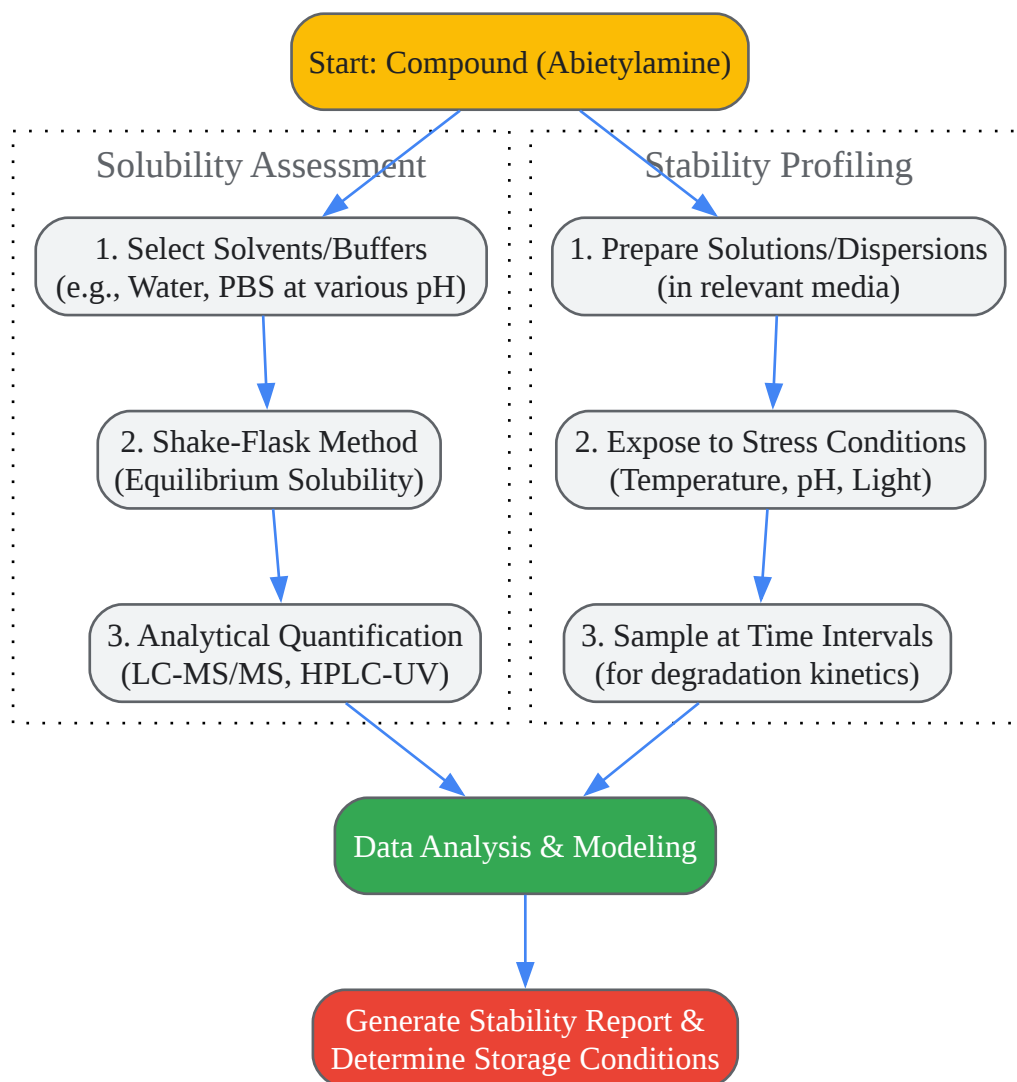 Start: Compound (Abietylamine)
Solubility Assessment
1. Select Solvents/Buffers
(e.g., Water, PBS at various pH)
2. Shake-Flask Method
(Equilibrium Solubility)
3. Analytical Quantification
(LC-MS/MS, HPLC-UV)
Stability Profiling
1. Prepare Solutions/Dispersions
(in relevant media)
2. Expose to Stress Conditions
(Temperature, pH, Light)
3. Sample at Time Intervals
(for degradation kinetics)
Data Analysis & Modeling
Generate Stability Report &
Determine Storage Conditions